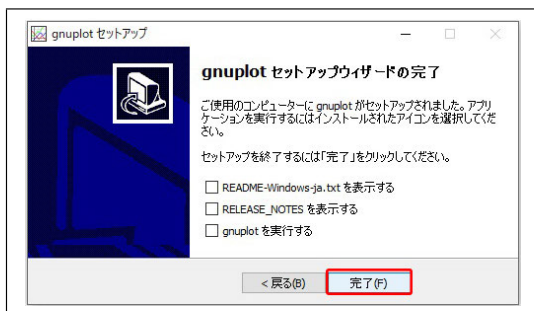 gnuplot セットアップ
gnuplot セットアップウィザードの完了
ご使用のコンピューターに gnuplot がセットアップされました。アプリ
ケーションを実行するにはインストールされたアイコンを選択してくだ
さい。
セットアップを終了するには「完了」をクリックしてください。
README-Windows-ja.txt を表示する
RELEASE_NOTES を表示する
gnuplot を実行する
< 戻る(B)
完了(F)